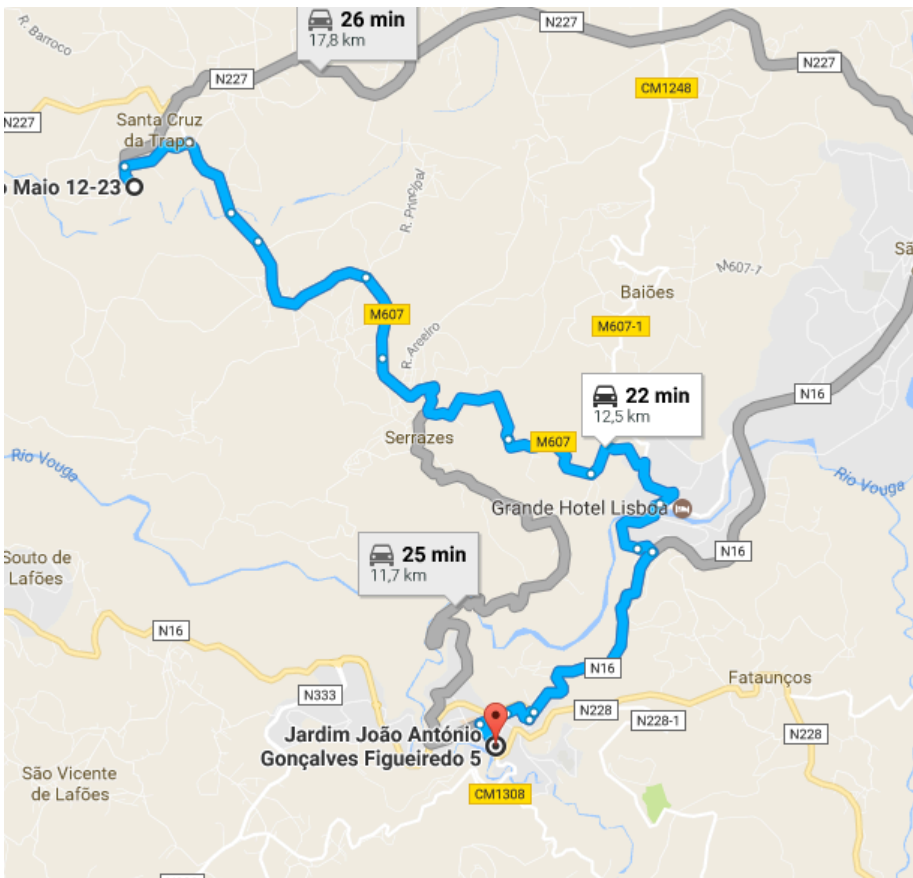 R. Barroco
26 min
17,8 km
N227
N227
N227
CM1248
N227
Santa Cruz
da Trapa
o Maio 12-23
R. Principal
Sã
M607-1
Baiões
M607
M607-1
R. Areeiro
22 min
12,5 km
N16
Serrazes
M607
Rio Vouga
Rio Vouga
Grande Hotel Lisboa
25 min
11,7 km
N16
Souto de
Lafões
N16
N16
Fataunços
N333
N228
N228-1
N228
Jardim João António
Gonçalves Figueiredo 5
São Vicente
de Lafões
CM1308